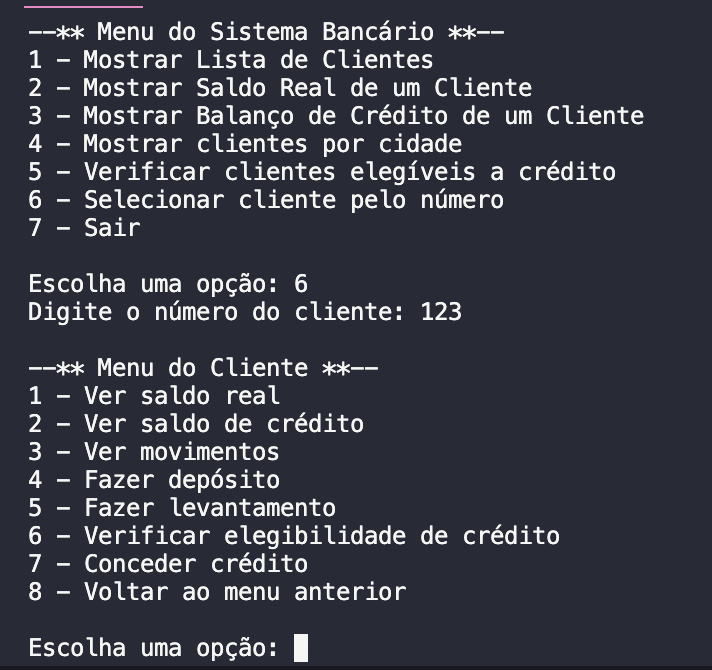 --** Menu do Sistema Bancário **--
1 - Mostrar Lista de Clientes
2 - Mostrar Saldo Real de um Cliente
3 - Mostrar Balanço de Crédito de um Cliente
4 - Mostrar clientes por cidade
5 - Verificar clientes elegíveis a crédito
6 - Selecionar cliente pelo número
7 - Sair
Escolha uma opção: 6
Digite o número do cliente: 123
--** Menu do Cliente **--
1 - Ver saldo real
2 - Ver saldo de crédito
3 - Ver movimentos
4 - Fazer depósito
5 - Fazer levantamento
6 - Verificar elegibilidade de crédito
7 - Conceder crédito
8 - Voltar ao menu anterior
Escolha uma opção: